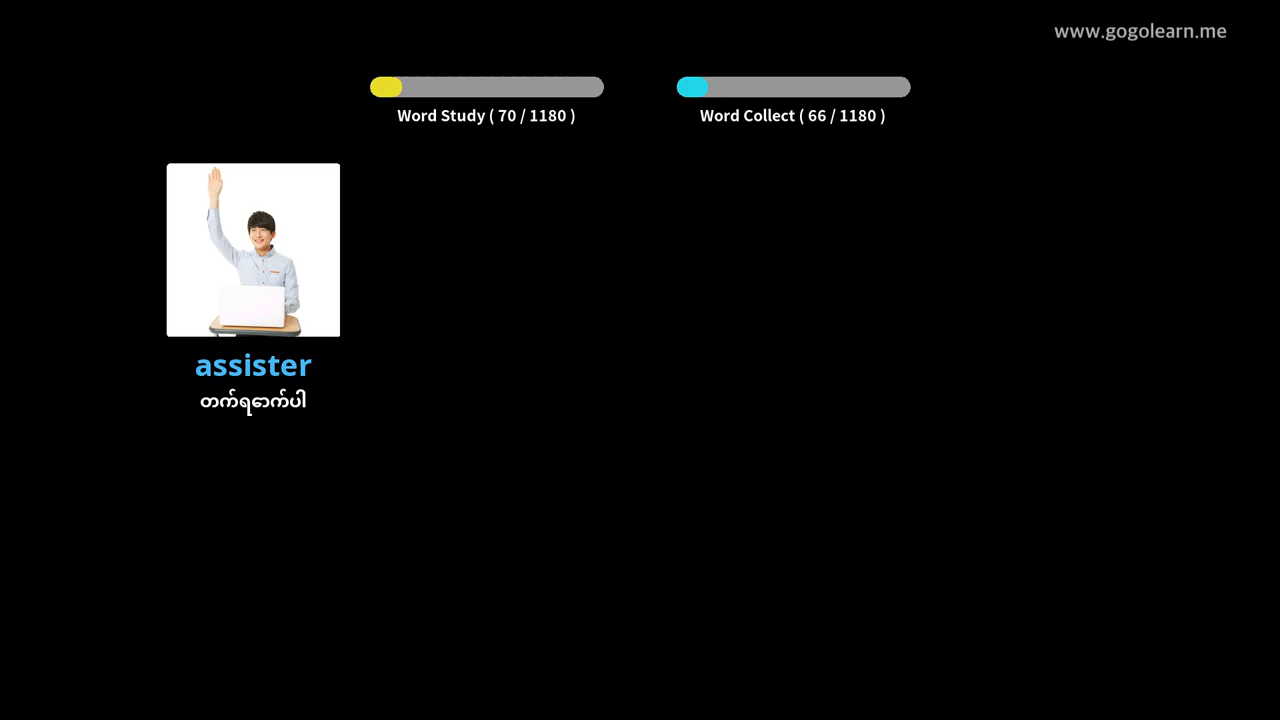 www.gogolearn.me
Word Study ( 70 / 1180 )
Word Collect ( 66 / 1180 )
assister
တက်ရောက်ပါ